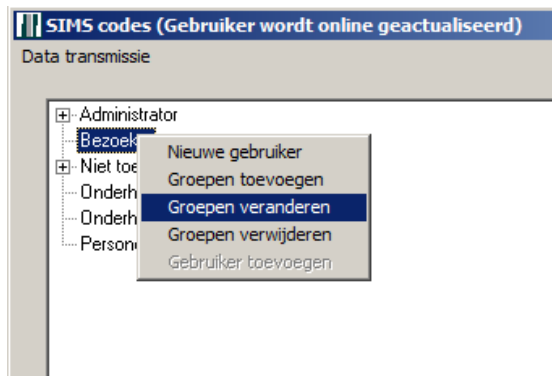 SIMS codes (Gebruiker wordt online geactualiseerd)
Data transmissie
Administrator
Nieuwe gebruiker
Groepen toevoegen
Groepen veranderen
Groepen verwijderen
Gebruiker toevoegen